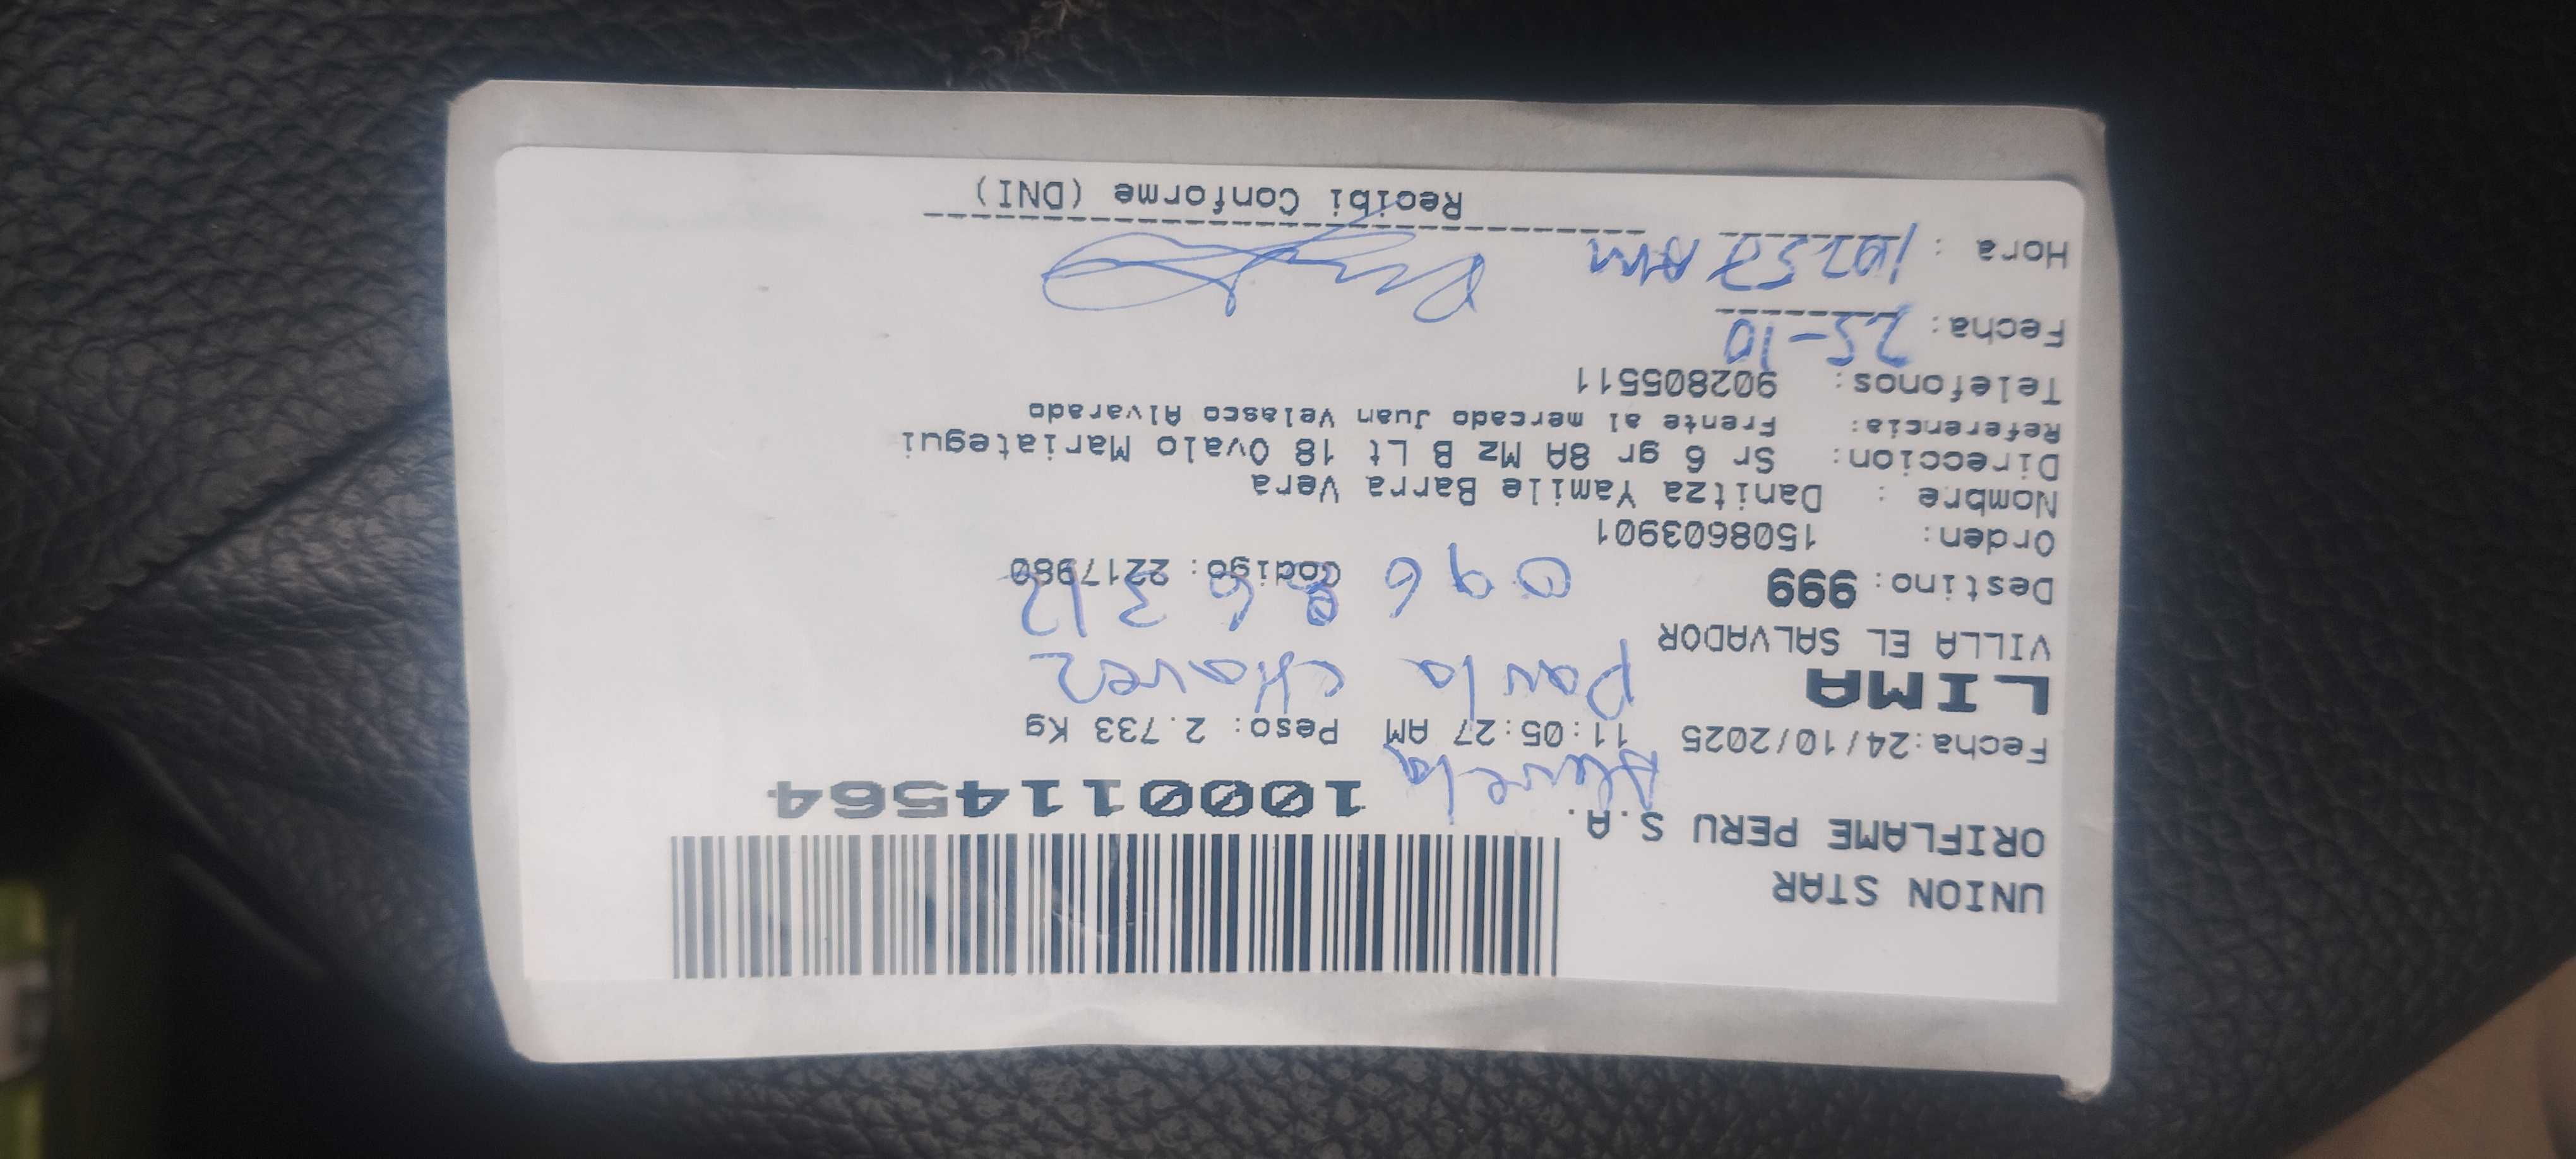 UNION STAR
ORIFLAME PERU S.A.
1000114564
Abuela
Fecha:24/10/2025 11:05:27 AM Peso: 2.733 Kg
LIMA
Paula Chavez
VILLA EL SALVADOR
Destino: 999 Codigo: 2217980
Orden: 1508603901
Nombre : Danitza Yamile Barra Vera
Direccion: Sr 6 gr 8A Mz B Lt 18 Ovalo Mariategui
Referencia: Frente al mercado Juan Velasco Alvarado
Telefonos: 902805511
Fecha: 25-10
Hora :
Recibi Conforme (DNI)